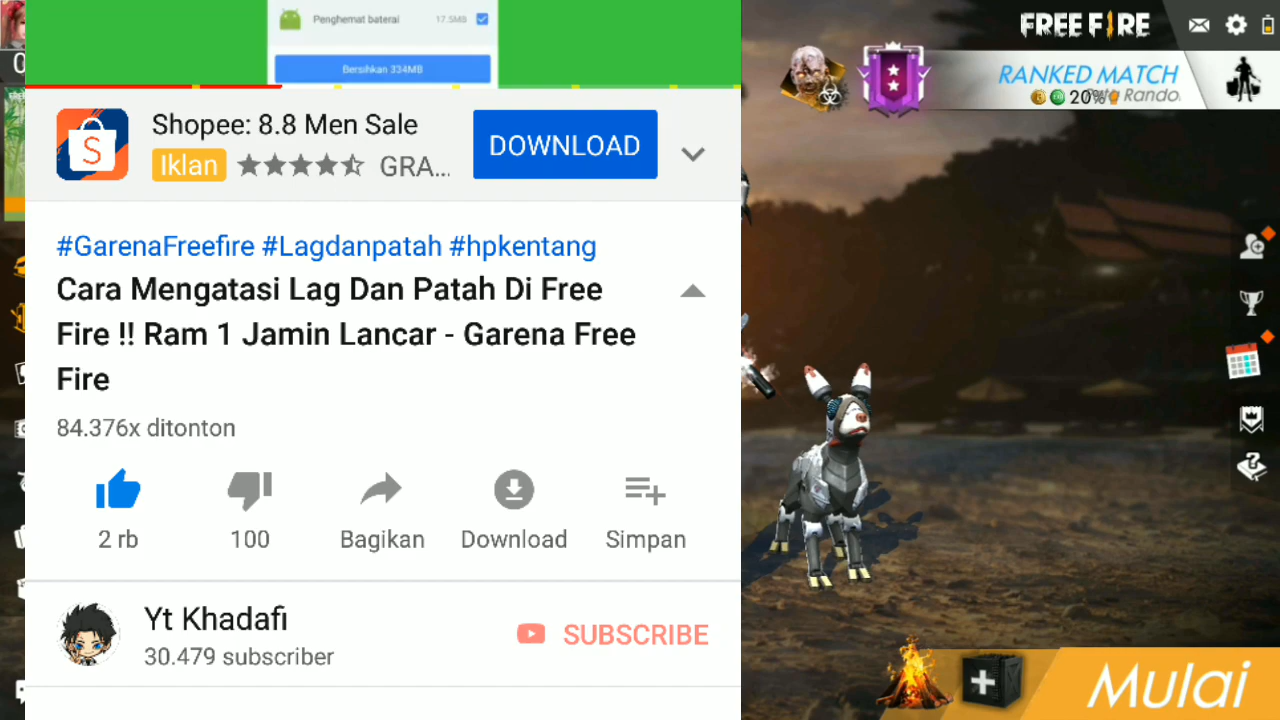 Penghemat baterai
17.5MB
Bersihkan 334MB
Shopee: 8.8 Men Sale
Iklan
GRA...
DOWNLOAD
#GarenaFreefire #Lagdanpatah #hpkentang
Cara Mengatasi Lag Dan Patah Di Free
Fire !! Ram 1 Jamin Lancar - Garena Free
Fire
84.376x ditonton
2 rb
100
Bagikan
Download
Simpan
Yt Khadafi
30.479 subscriber
SUBSCRIBE
FREE FIRE
RANKED MATCH
20%
Rando
Mulai